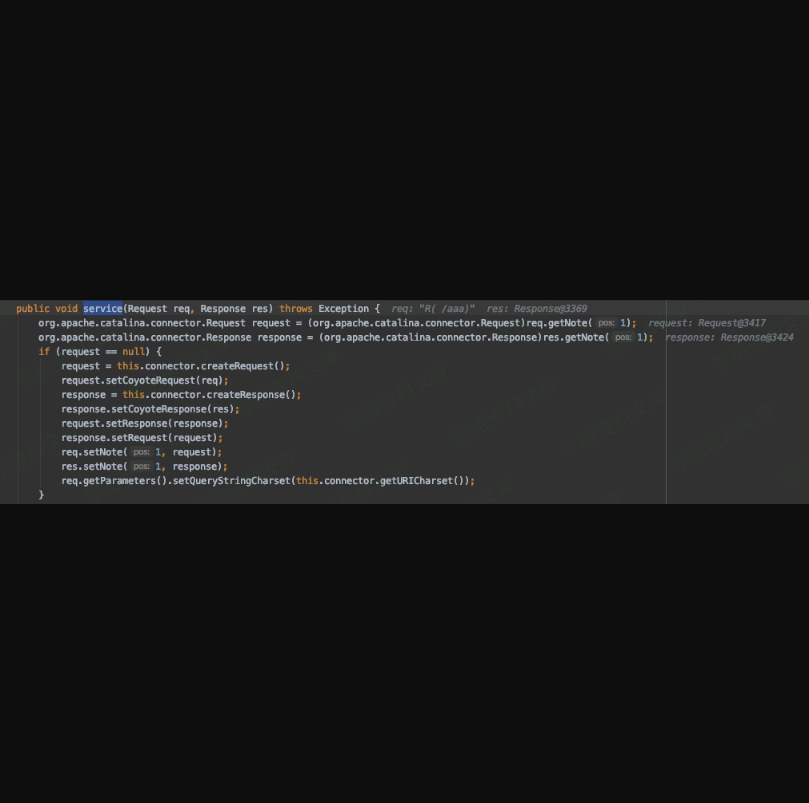 public void service(Request req, Response res) throws Exception { req: "R( /aaa)" res: Response@3369
org.apache.catalina.connector.Request request = (org.apache.catalina.connector.Request)req.getNote( pos: 1); request: Request@3417
org.apache.catalina.connector.Response response = (org.apache.catalina.connector.Response)res.getNote( pos: 1); response: Response@3424
if (request == null) {
request = this.connector.createRequest();
request.setCoyoteRequest(req);
response = this.connector.createResponse();
response.setCoyoteResponse(res);
request.setResponse(response);
response.setRequest(request);
req.setNote( pos: 1, request);
res.setNote( pos: 1, response);
req.getParameters().setQueryStringCharset(this.connector.getURICharset());
}